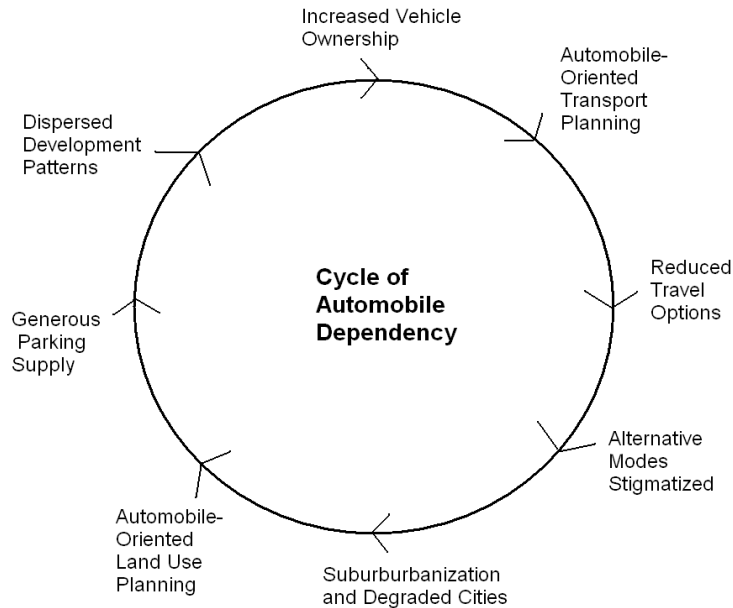 Increased Vehicle
Ownership
Automobile-
Oriented
Transport
Planning
Reduced
Travel
Options
Alternative
Modes
Stigmatized
Suburburbanization
and Degraded Cities
Automobile-
Oriented
Land Use
Planning
Generous
Parking
Supply
Dispersed
Development
Patterns
Cycle of
Automobile
Dependency